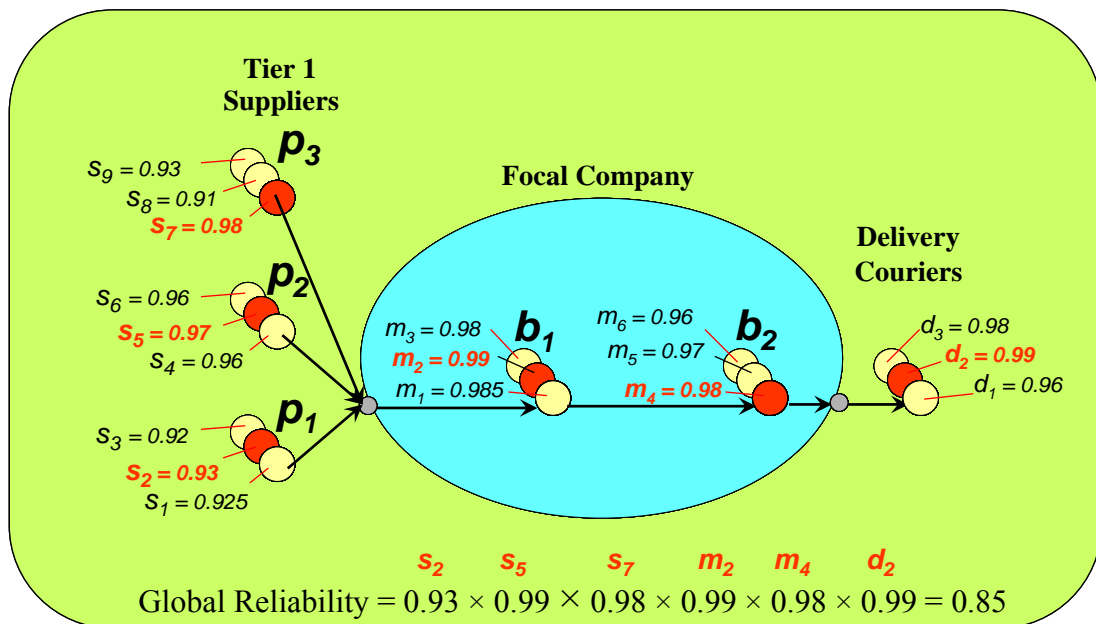 Tier 1
Suppliers
p3
s9 = 0.93
s8 = 0.91
s7 = 0.98
p2
s6 = 0.96
s5 = 0.97
s4 = 0.96
p1
s3 = 0.92
s2 = 0.93
s1 = 0.925
Focal Company
b1
m3 = 0.98
m2 = 0.99
m1 = 0.985
b2
m6 = 0.96
m5 = 0.97
m4 = 0.98
Delivery
Couriers
d3 = 0.98
d2 = 0.99
d1 = 0.96
s2 s5 s7 m2 m4 d2
Global Reliability = 0.93 × 0.99 × 0.98 × 0.99 × 0.98 × 0.99 = 0.85